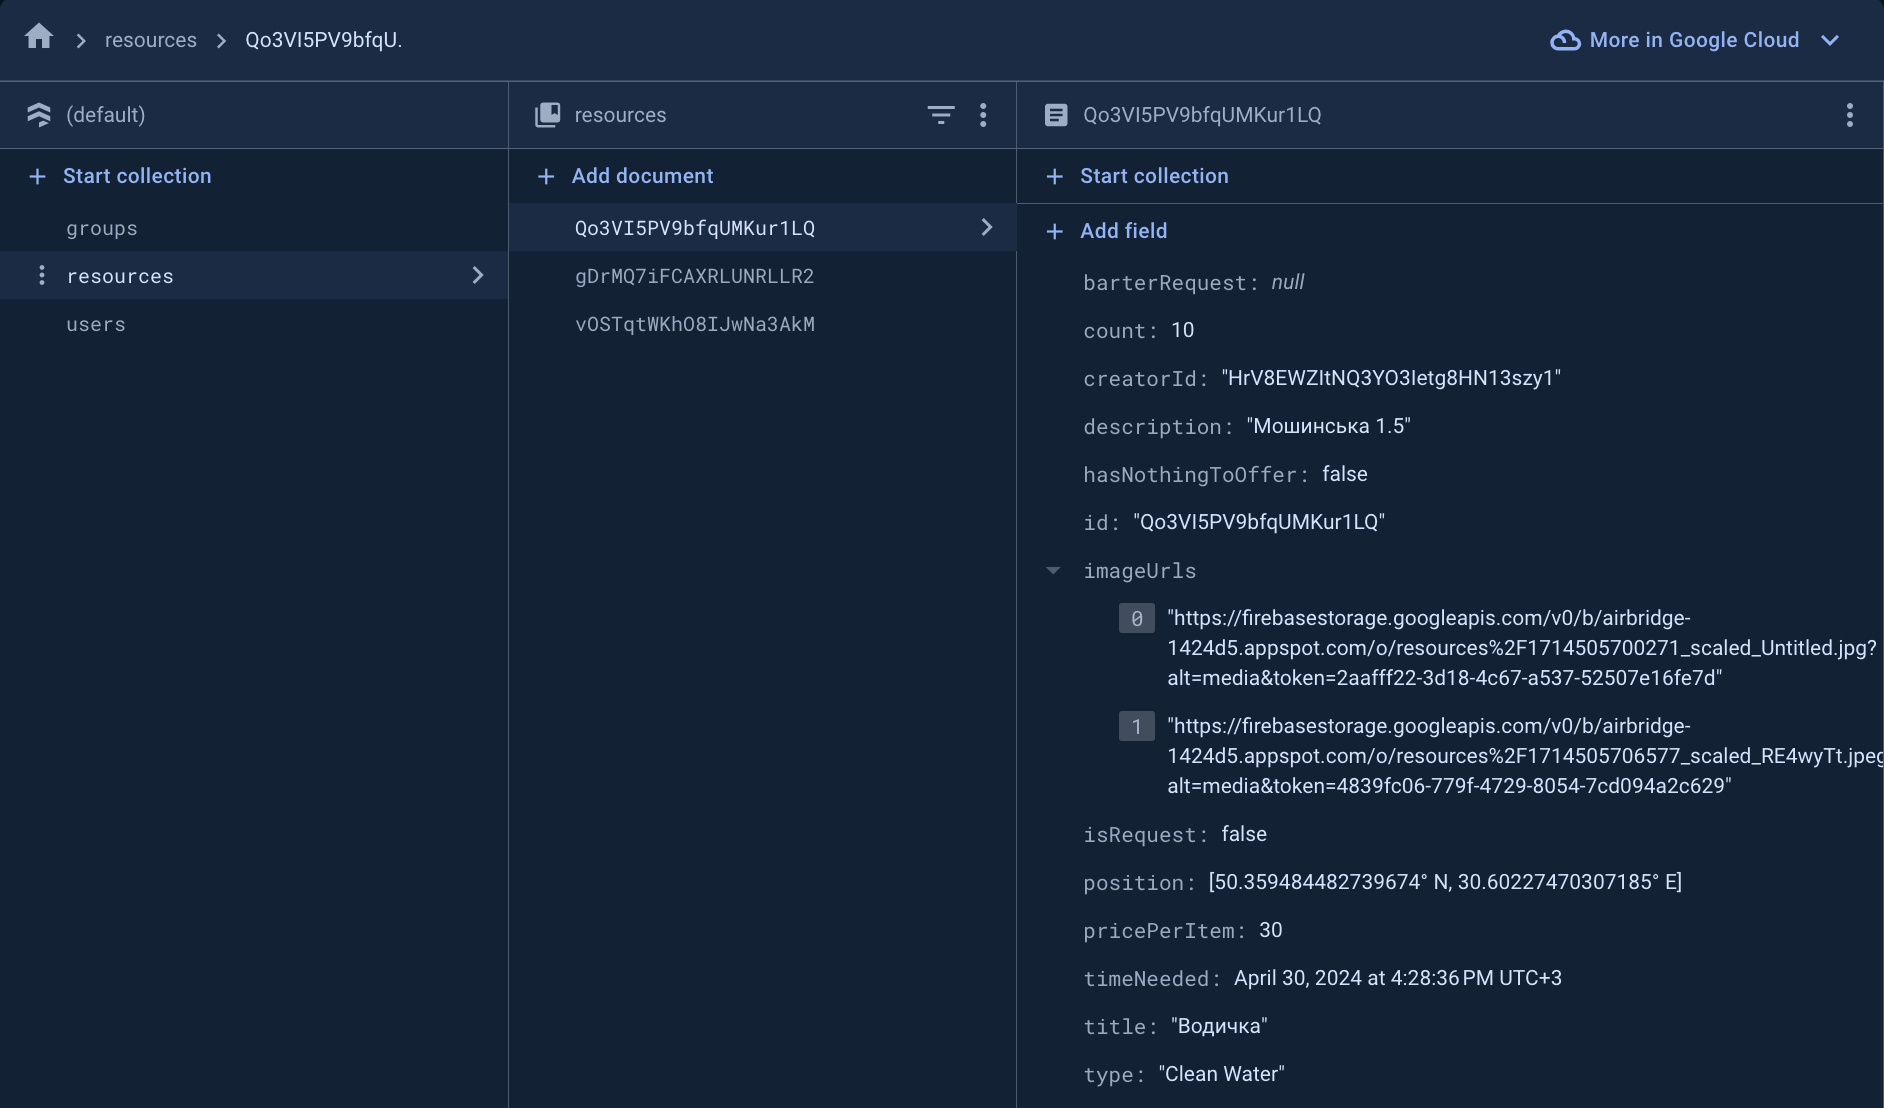 resources
Qo3VI5PV9bfqU.
More in Google Cloud
(default)
Start collection
groups
resources
users
resources
Add document
Qo3VI5PV9bfqUMKur1LQ
gDrMQ7iFCAXRLUNRLLR2
vOSTqtWKhO8IJwNa3AkM
Qo3VI5PV9bfqUMKur1LQ
Start collection
Add field
barterRequest: null
count: 10
creatorId: "HrV8EWZItNQ3YO3Ietg8HN13szy1"
description: "Мошинська 1.5"
hasNothingToOffer: false
id: "Qo3VI5PV9bfqUMKur1LQ"
imageUrls
0 "https://firebasestorage.googleapis.com/v0/b/airbridge-
1424d5.appspot.com/o/resources%2F1714505700271_scaled_Untitled.jpg?
alt=media&token=2aafff22-3d18-4c67-a537-52507e16fe7d"
1 "https://firebasestorage.googleapis.com/v0/b/airbridge-
1424d5.appspot.com/o/resources%2F1714505706577_scaled_RE4wyTt.jpeg
alt=media&token=4839fc06-779f-4729-8054-7cd094a2c629"
isRequest: false
position: [50.359484482739674° N, 30.60227470307185° E]
pricePerItem: 30
timeNeeded: April 30, 2024 at 4:28:36 PM UTC+3
title: "Водичка"
type: "Clean Water"